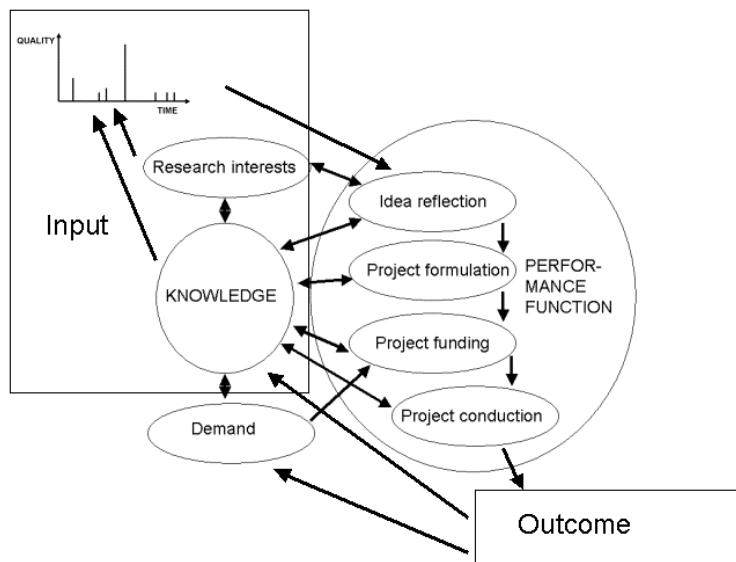 QUALITY
TIME
Research interests
Idea reflection
Input
Project formulation
PERFOR-
MANCE
FUNCTION
KNOWLEDGE
Project funding
Project conduction
Demand
Outcome